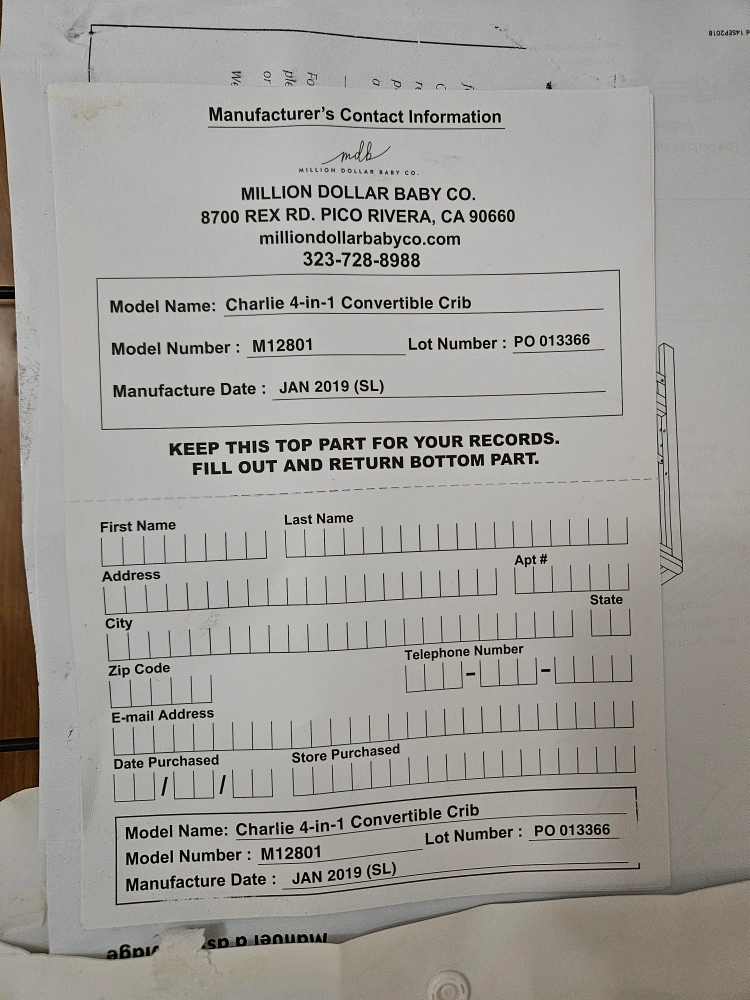 14SEP2018
Manufacturer's Contact Information
mdb
MILLION DOLLAR BABY CO.
MILLION DOLLAR BABY CO.
8700 REX RD. PICO RIVERA, CA 90660
milliondollarbabyco.com
323-728-8988
Model Name: Charlie 4-in-1 Convertible Crib
Model Number : M12801 Lot Number : PO 013366
Manufacture Date : JAN 2019 (SL)
KEEP THIS TOP PART FOR YOUR RECORDS.
FILL OUT AND RETURN BOTTOM PART.
First Name Last Name
Address Apt #
City State
Zip Code Telephone Number
E-mail Address
Date Purchased Store Purchased
Model Name: Charlie 4-in-1 Convertible Crib
Model Number : M12801 Lot Number : PO 013366
Manufacture Date : JAN 2019 (SL)